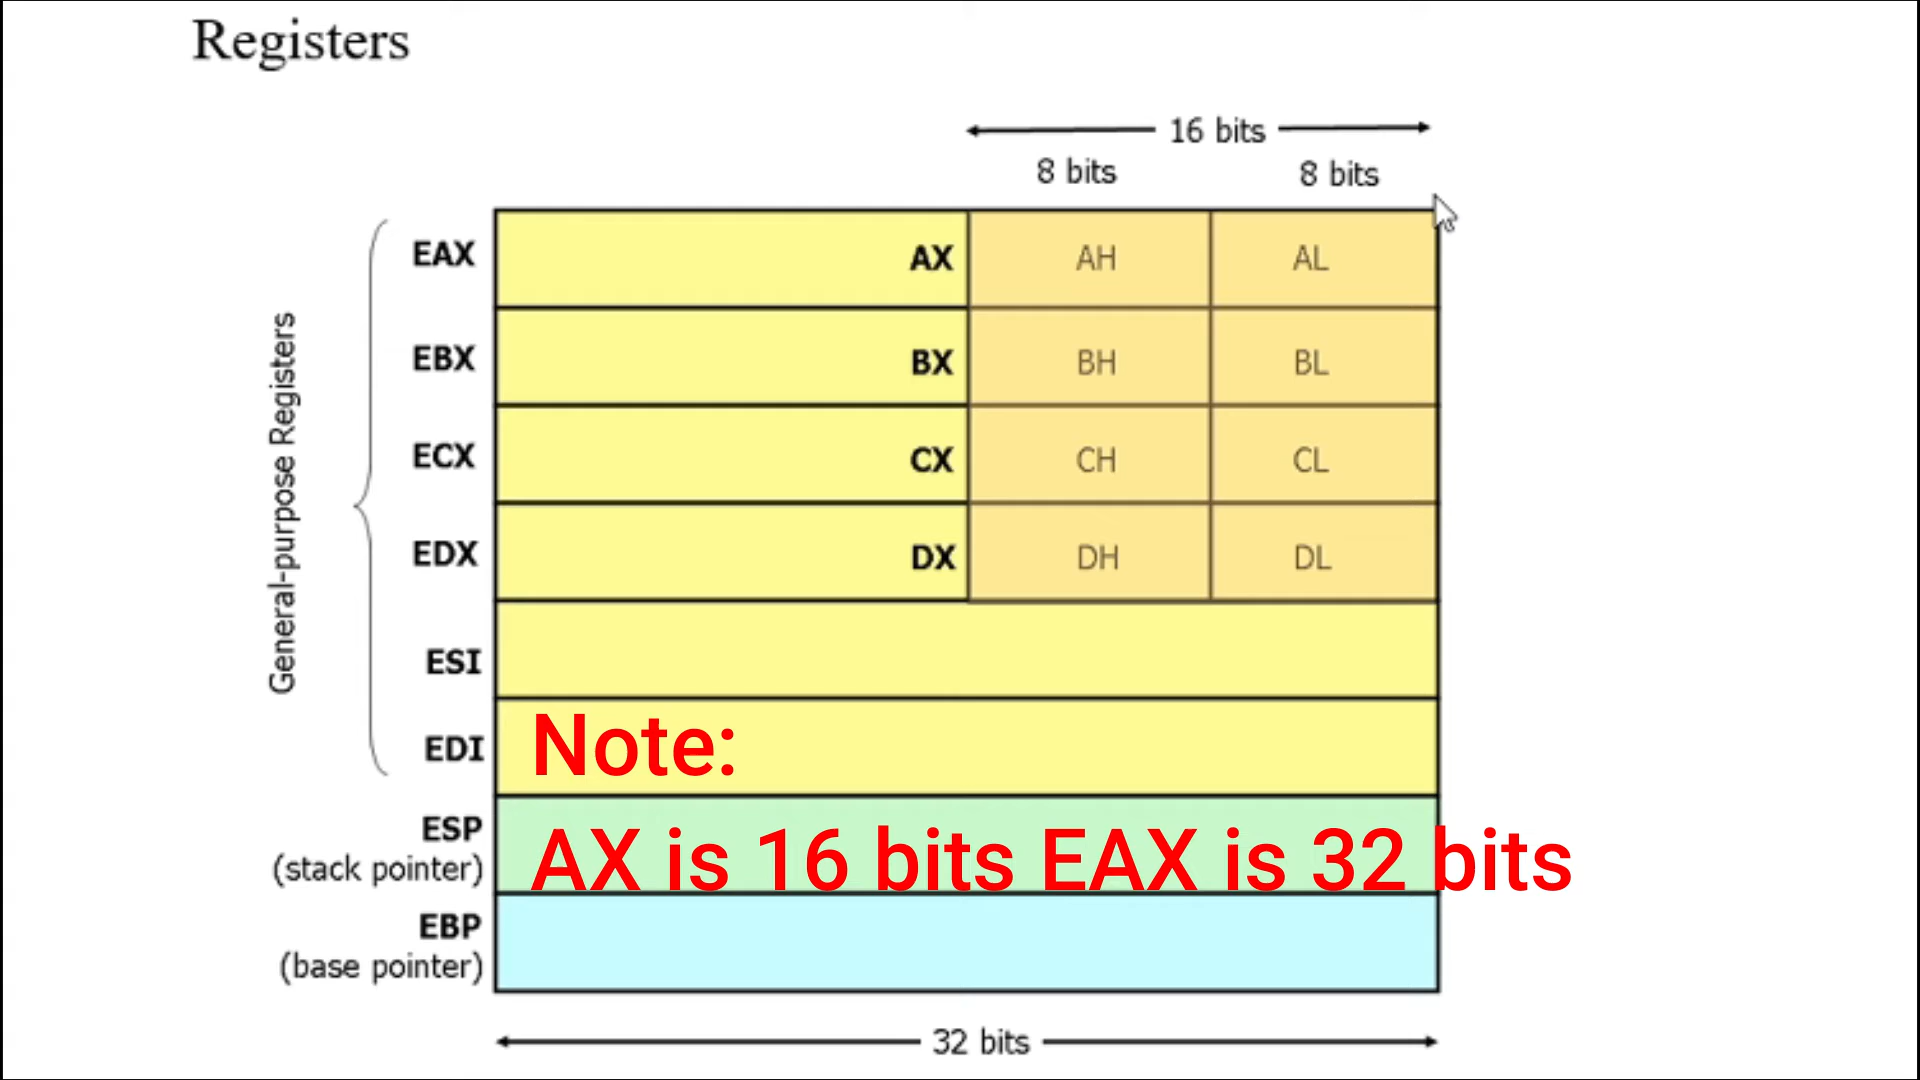 Registers
16 bits
8 bits 8 bits
General-purpose Registers
EAX AX AH AL
EBX BX BH BL
ECX CX CH CL
EDX DX DH DL
ESI
EDI Note:
ESP
(stack pointer)
AX is 16 bits EAX is 32 bits
EBP
(base pointer)
32 bits